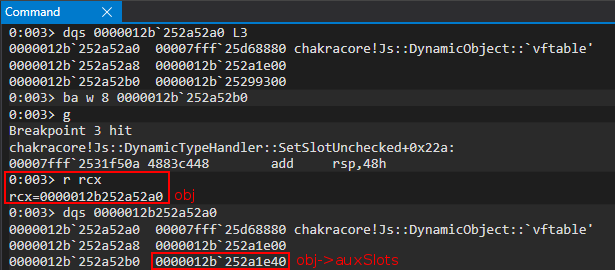 Command
0:003> dqs 0000012b`252a52a0 L3
0000012b`252a52a0  00007fff`25d68880 chakracore!Js::DynamicObject::`vftable'
0000012b`252a52a8  0000012b`252a1e00
0000012b`252a52b0  0000012b`25299300
0:003> ba w 8 0000012b`252a52b0
0:003> g
Breakpoint 3 hit
chakracore!Js::DynamicTypeHandler::SetSlotUnchecked+0x22a:
00007fff`2531f50a 4883c448        add     rsp,48h
0:003> r rcx
rcx=0000012b252a52a0 obj
0:003> dqs 0000012b252a52a0
0000012b`252a52a0  00007fff`25d68880 chakracore!Js::DynamicObject::`vftable'
0000012b`252a52a8  0000012b`252a1e00
0000012b`252a52b0  0000012b`252a1e40 obj->auxSlots